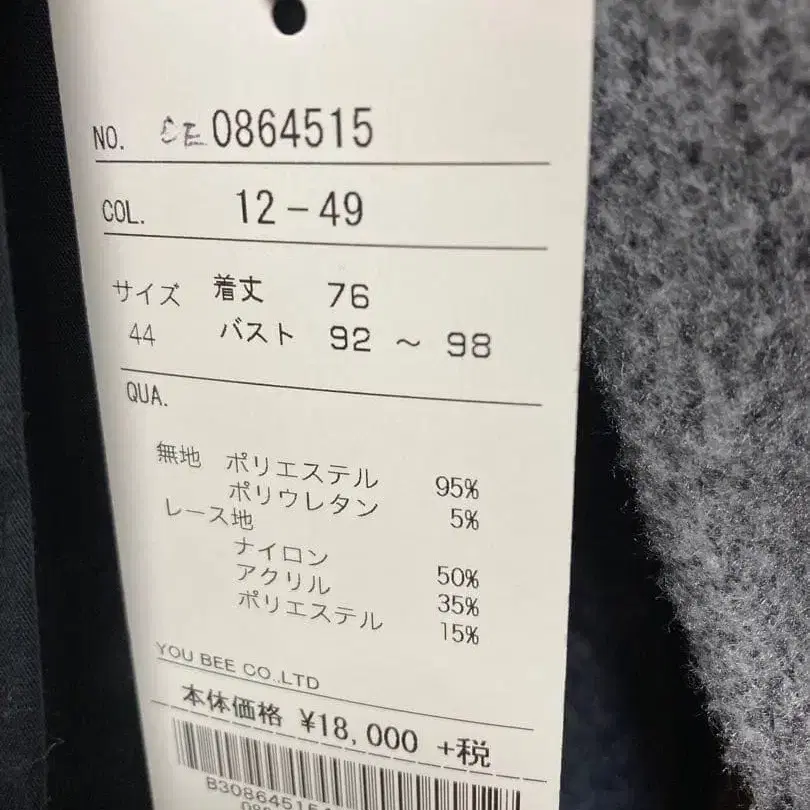 NO. CE 0864515
COL. 12-49
サイズ 着丈 76
44 バスト 92 ～ 98
QUA.
無地 ポリエステル 95%
ポリウレタン 5%
レース地
ナイロン 50%
アクリル 35%
ポリエステル 15%
YOU BEE CO.,LTD
本体価格 ¥18,000 +税